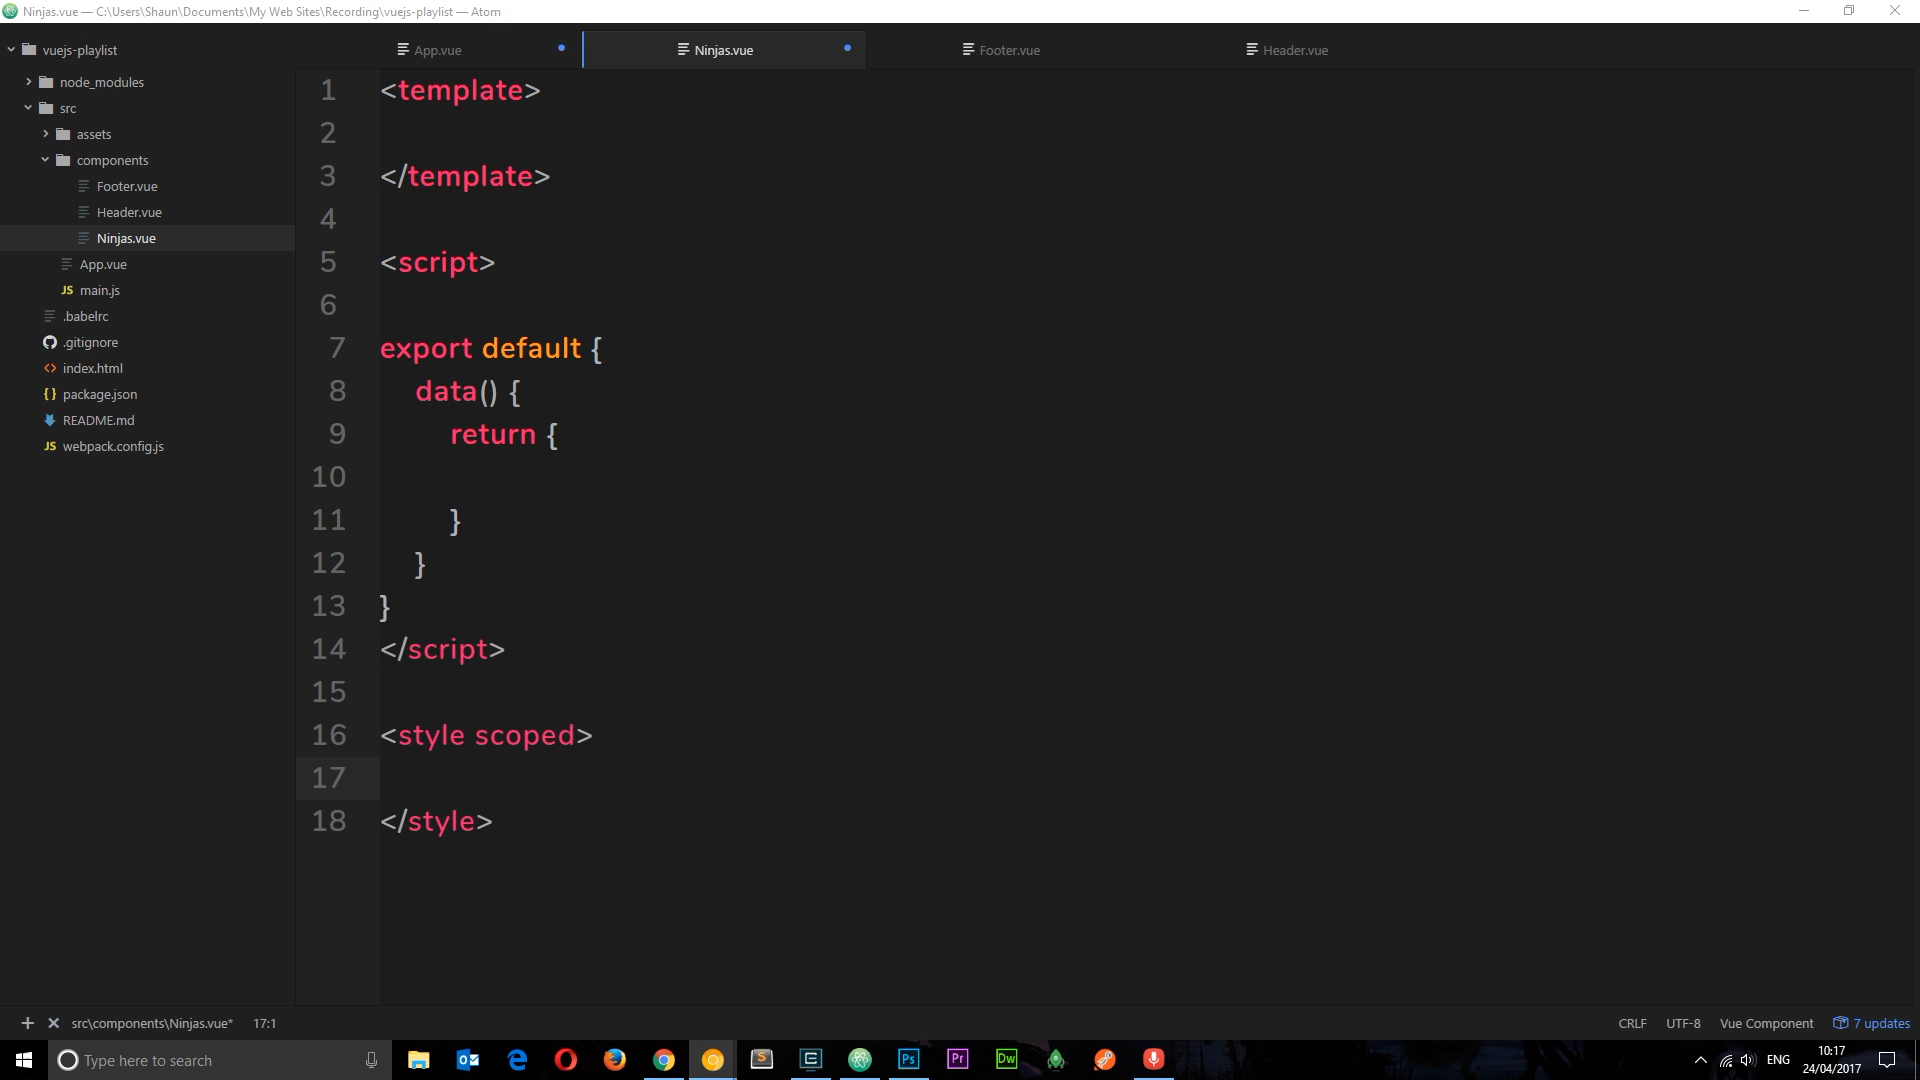 Ninjas.vue — C:\Users\Shaun\Documents\My Web Sites\Recording\vuejs-playlist — Atom
vuejs-playlist
node_modules
src
assets
components
Footer.vue
Header.vue
Ninjas.vue
App.vue
JS main.js
.babelrc
.gitignore
<> index.html
{} package.json
README.md
JS webpack.config.js
App.vue
Ninjas.vue
Footer.vue
Header.vue
1 <template>
2
3 </template>
4
5 <script>
6
7 export default {
8 data() {
9 return {
10
11 }
12 }
13 }
14 </script>
15
16 <style scoped>
17
18 </style>
src\components\Ninjas.vue* 17:1
CRLF UTF-8 Vue Component 7 updates
Type here to search
Ps Pr Dw
ENG
10:17
24/04/2017